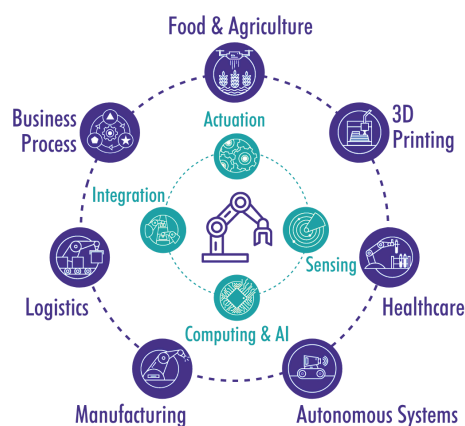 Food & Agriculture
Business
Process
3D
Printing
Actuation
Integration
Sensing
Computing & AI
Logistics
Healthcare
Manufacturing
Autonomous Systems